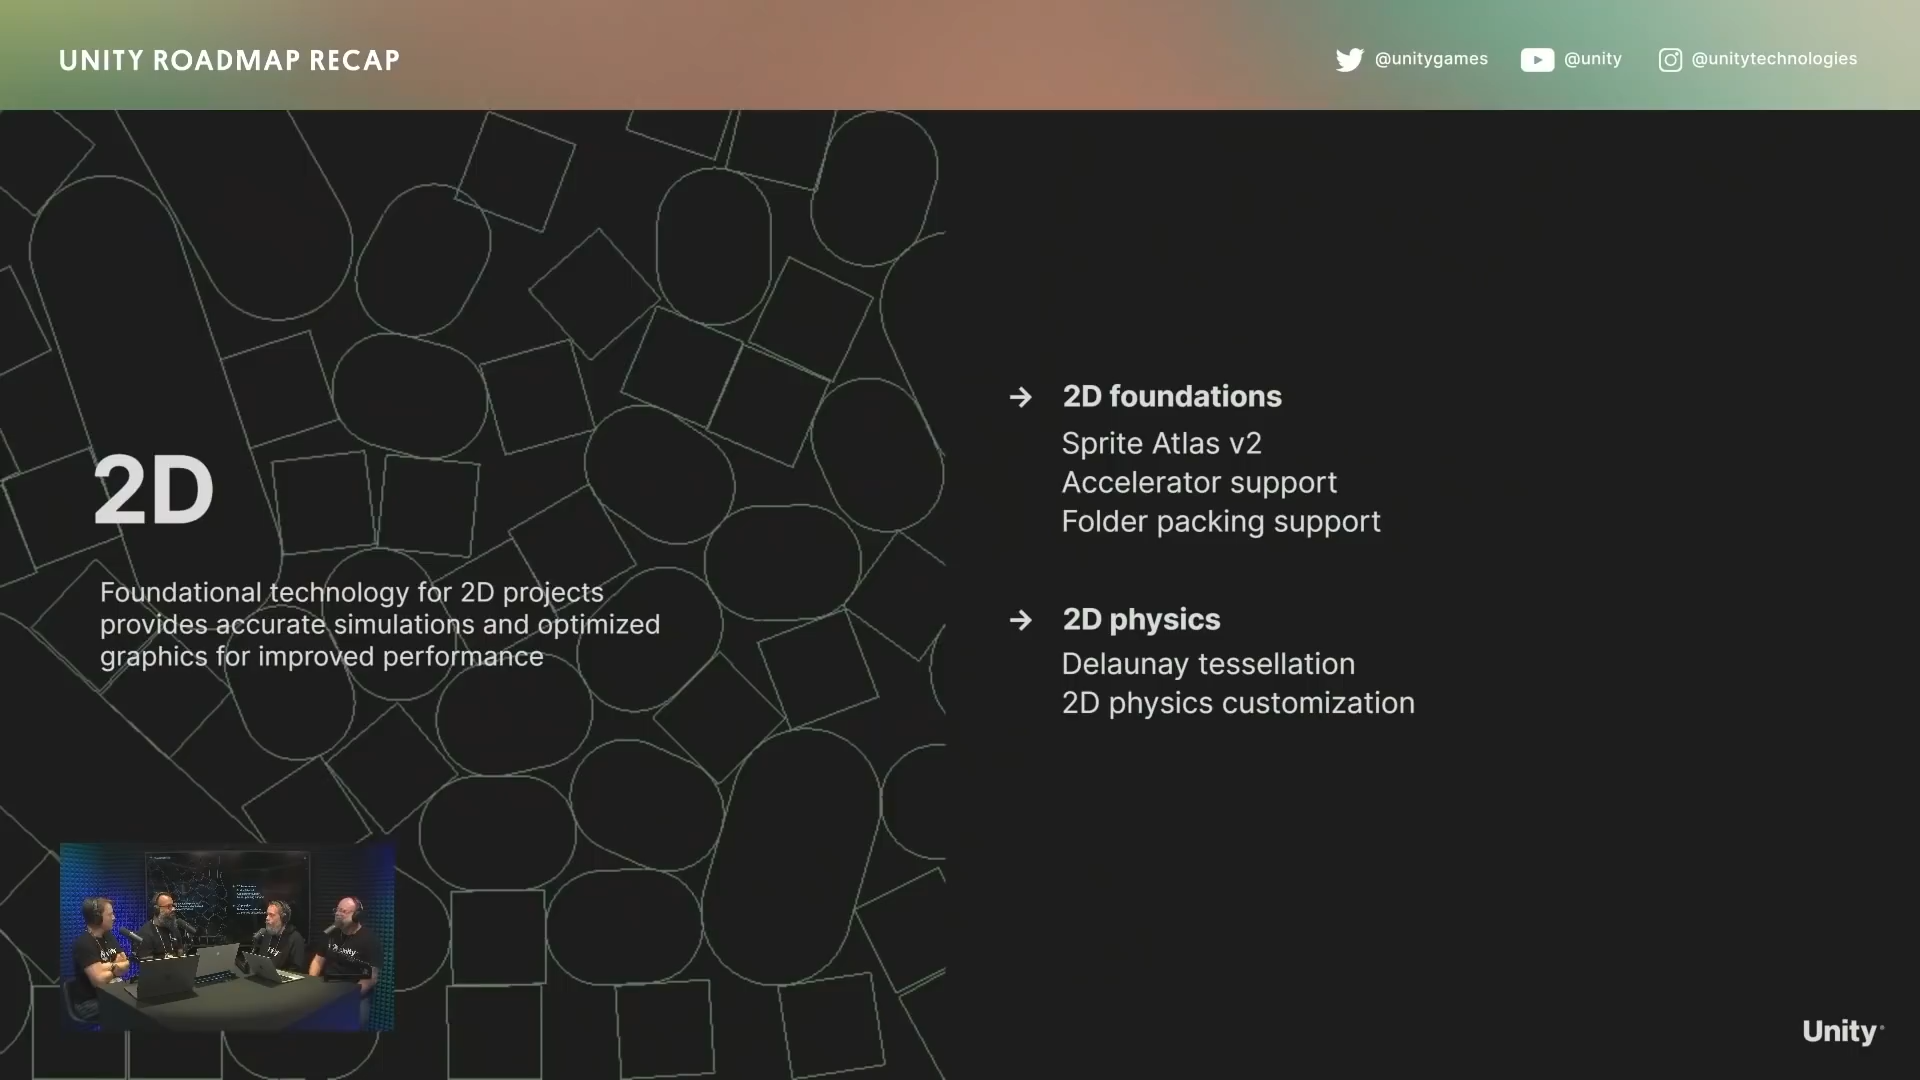 UNITY ROADMAP RECAP
@unitygames
@unity
@unitytechnologies
2D
Foundational technology for 2D projects
provides accurate simulations and optimized
graphics for improved performance
→ 2D foundations
Sprite Atlas v2
Accelerator support
Folder packing support
→ 2D physics
Delaunay tessellation
2D physics customization
Unity